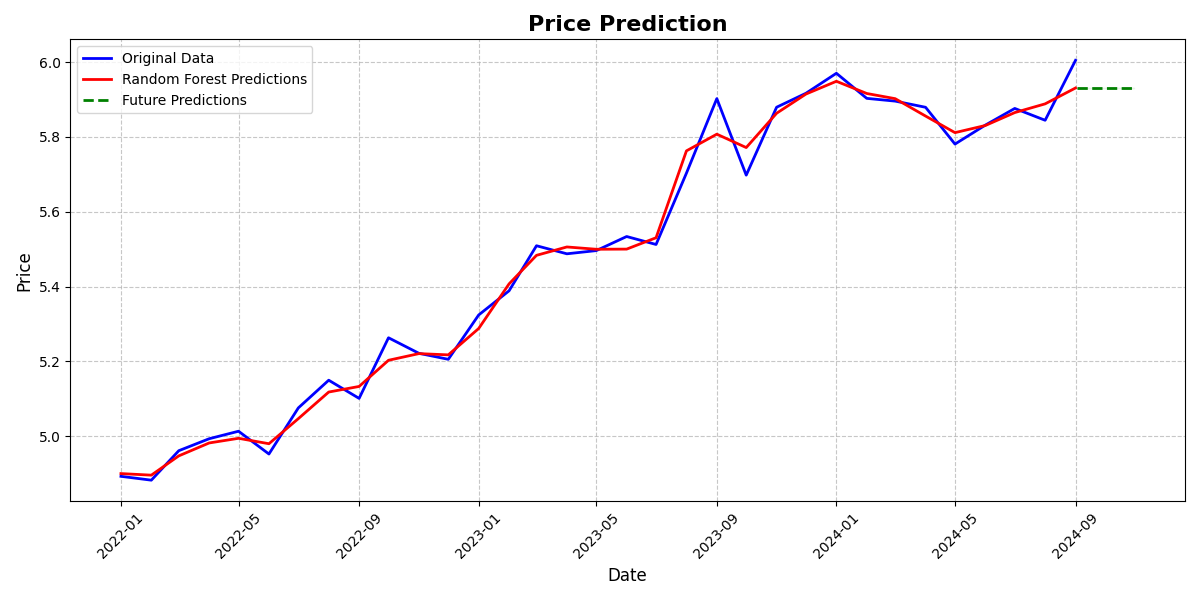 Price Prediction
Original Data
Random Forest Predictions
Future Predictions
Price
6.0
5.8
5.6
5.4
5.2
5.0
2022-01
2022-05
2022-09
2023-01
2023-05
2023-09
2024-01
2024-05
2024-09
Date